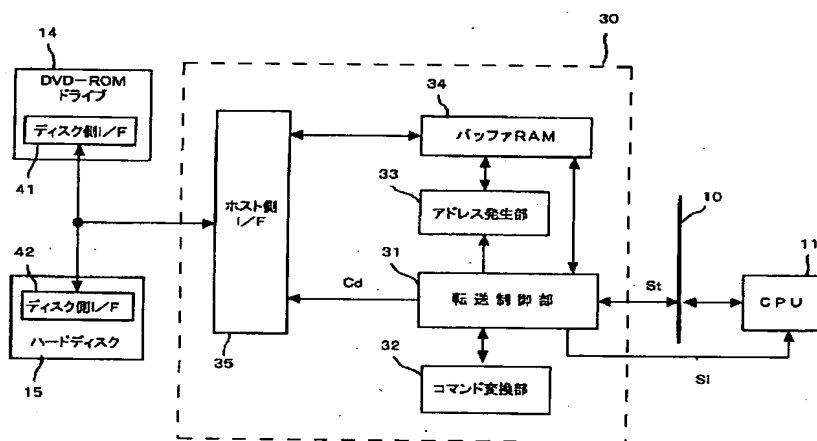 30
14
DVD-ROM
ドライブ
ディスク側I/F
41
34
バッファRAM
33
アドレス発生部
ホスト側
I/F
35
10
11
CPU
31
転送制御部
Cd
St
SI
32
コマンド変換部
42
ディスク側I/F
ハードディスク
15